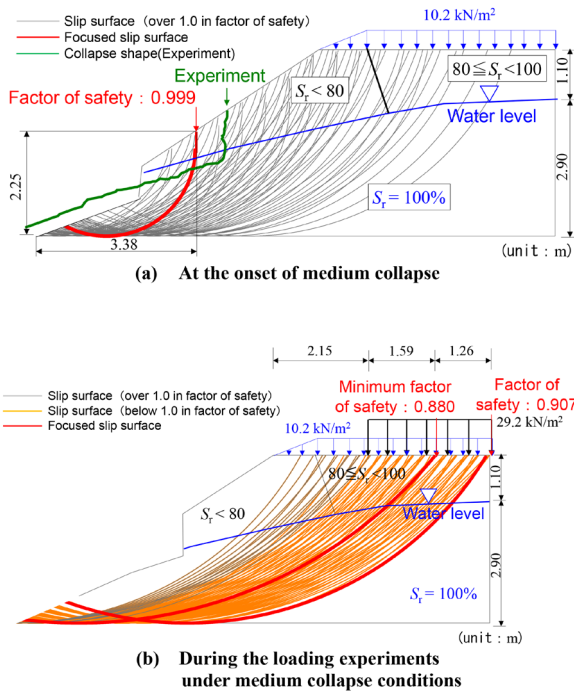 Slip surface (over 1.0 in factor of safety)
Focused slip surface
Collapse shape(Experiment)
10.2 kN/m²
Experiment
Factor of safety：0.999
Sr < 80
80≦Sr<100
Water level
Sr = 100%
1.10
2.90
2.25
3.38
(unit：m)
(a) At the onset of medium collapse
2.15
1.59
1.26
Slip surface (over 1.0 in factor of safety)
Slip surface (below 1.0 in factor of safety)
Focused slip surface
Minimum factor
of safety：0.880
Factor of
safety：0.907
10.2 kN/m²
29.2 kN/m²
80≦Sr<100
Sr < 80
Water level
Sr = 100%
1.10
2.90
(unit：m)
(b) During the loading experiments
under medium collapse conditions